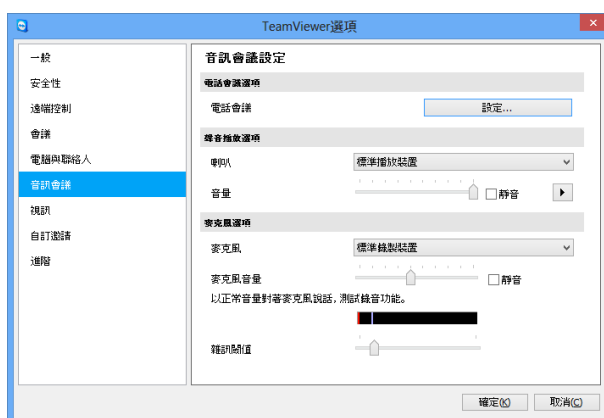 TeamViewer選項
一般
安全性
遠端控制
會議
電腦與聯絡人
音訊會議
視訊
自訂邀請
進階
音訊會議設定
電話會議選項
電話會議
設定...
聲音播放選項
喇叭
標準播放裝置
音量
靜音
麥克風選項
麥克風
標準錄製裝置
麥克風音量
靜音
以正常音量對著麥克風說話，測試錄音功能。
雜訊閾值
確定(K)
取消(C)